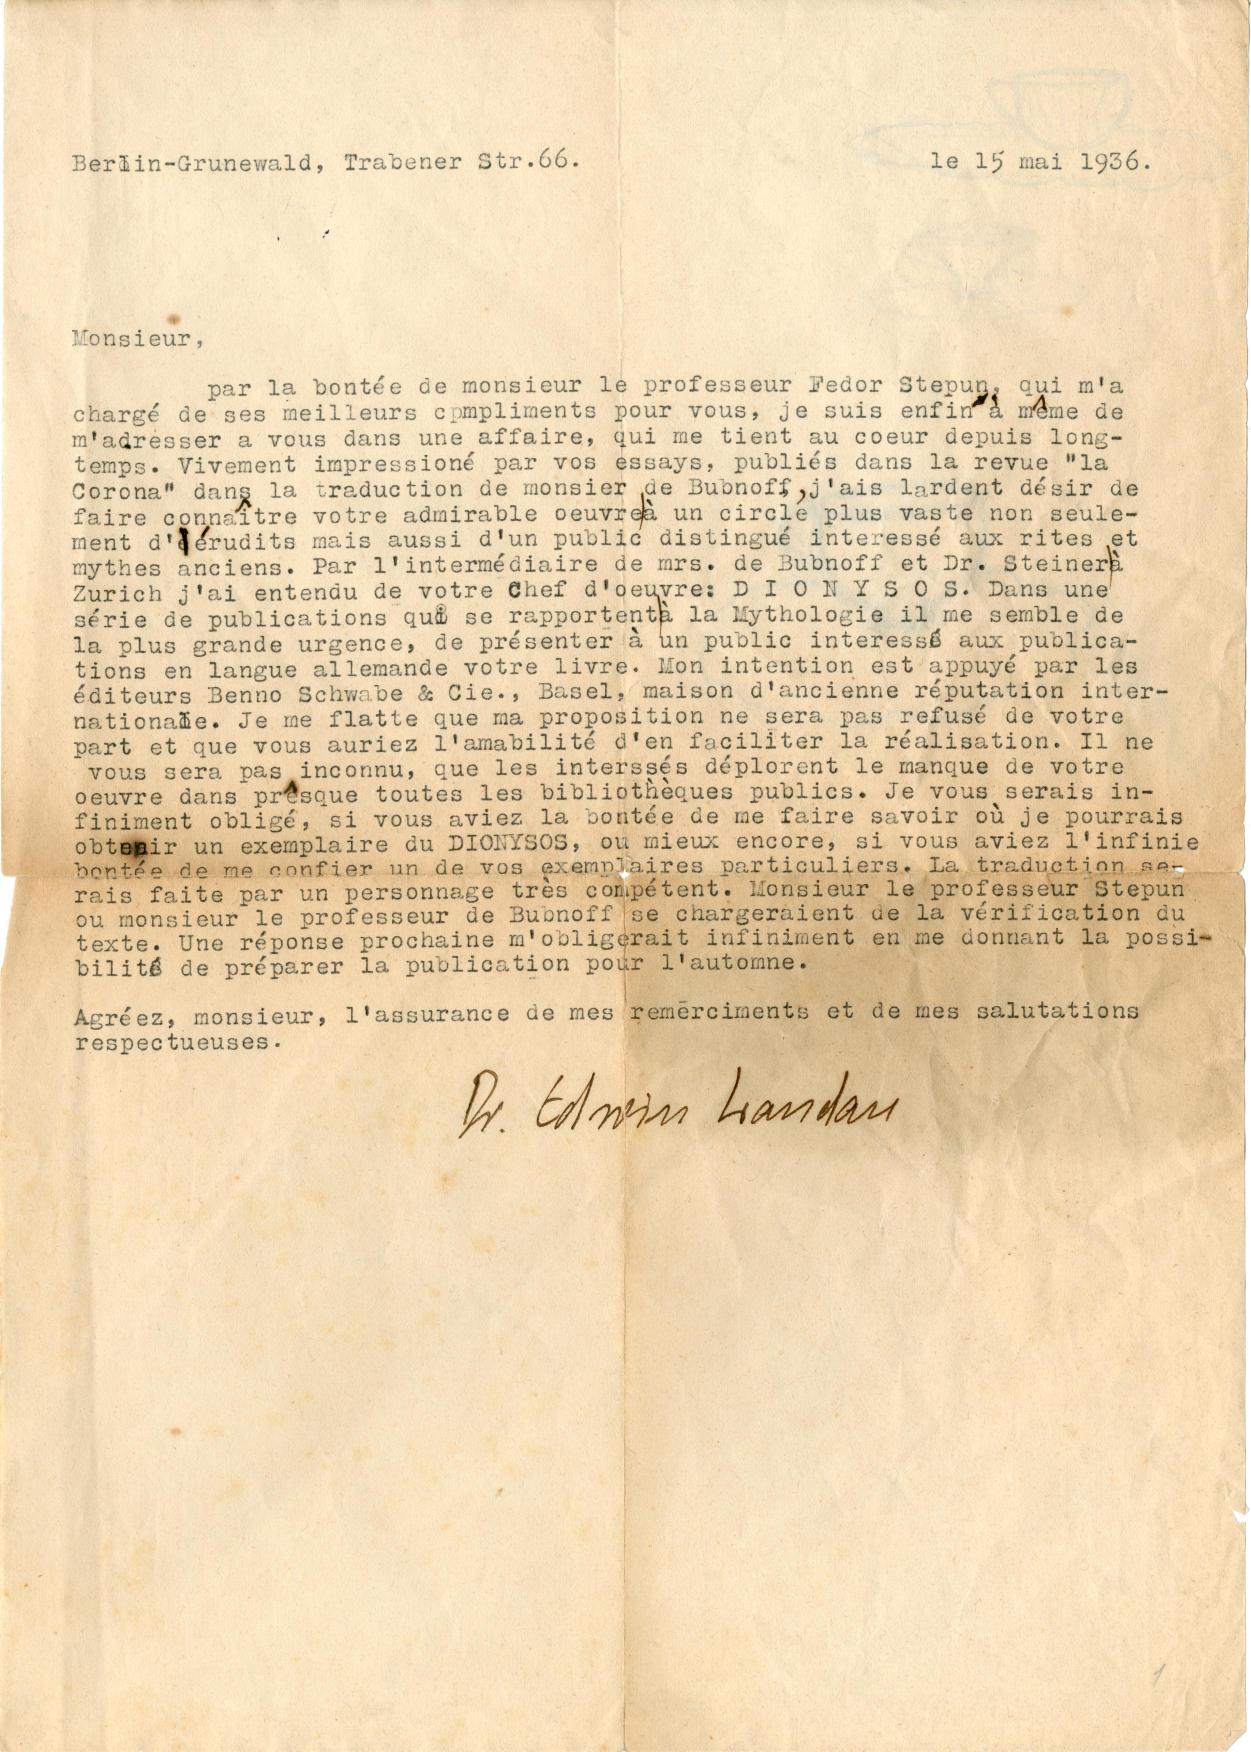 Berlin-Grunewald, Trabener Str.66.
le 15 mai 1936.
Monsieur,
par la bontée de monsieur le professeur Fedor Stepun, qui m'a
chargé de ses meilleurs cpmpliments pour vous, je suis enfin à même de
m'adresser a vous dans une affaire, qui me tient au coeur depuis long-
temps. Vivement impressioné par vos essays, publiés dans la revue "la
Corona" dans la traduction de monsier de Bubnoff, j'ais lardent désir de
faire connaître votre admirable oeuvre à un circle plus vaste non seule-
ment d'érudits mais aussi d'un public distingué interessé aux rites et
mythes anciens. Par l'intermédiaire de mrs. de Bubnoff et Dr. Steiner à
Zurich j'ai entendu de votre Chef d'oeuvre: D I O N Y S O S. Dans une
série de publications qui se rapportent à la Mythologie il me semble de
la plus grande urgence, de présenter à un public interessé aux publica-
tions en langue allemande votre livre. Mon intention est appuyé par les
éditeurs Benno Schwabe & Cie., Basel, maison d'ancienne réputation inter-
nationale. Je me flatte que ma proposition ne sera pas refusé de votre
part et que vous auriez l'amabilité d'en faciliter la réalisation. Il ne
vous sera pas inconnu, que les interssés déplorent le manque de votre
oeuvre dans presque toutes les bibliothèques publics. Je vous serais in-
finiment obligé, si vous aviez la bontée de me faire savoir où je pourrais
obtenir un exemplaire du DIONYSOS, ou mieux encore, si vous aviez l'infinie
bontée de me confier un de vos exemplaires particuliers. La traduction se-
rais faite par un personnage très compétent. Monsieur le professeur Stepun
ou monsieur le professeur de Bubnoff se chargeraient de la vérification du
texte. Une réponse prochaine m'obligerait infiniment en me donnant la possi-
bilité de préparer la publication pour l'automne.
Agréez, monsieur, l'assurance de mes remerciments et de mes salutations
respectueuses.
Dr. Edwin Landau
1